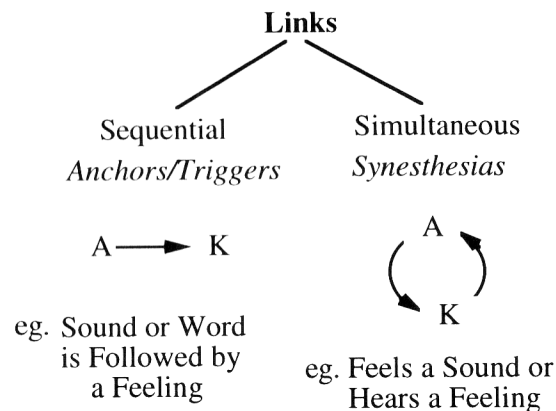 Links
Sequential
Anchors/Triggers
A
K
eg. Sound or Word
is Followed by
a Feeling
Simultaneous
Synesthesias
A
K
eg. Feels a Sound or
Hears a Feeling